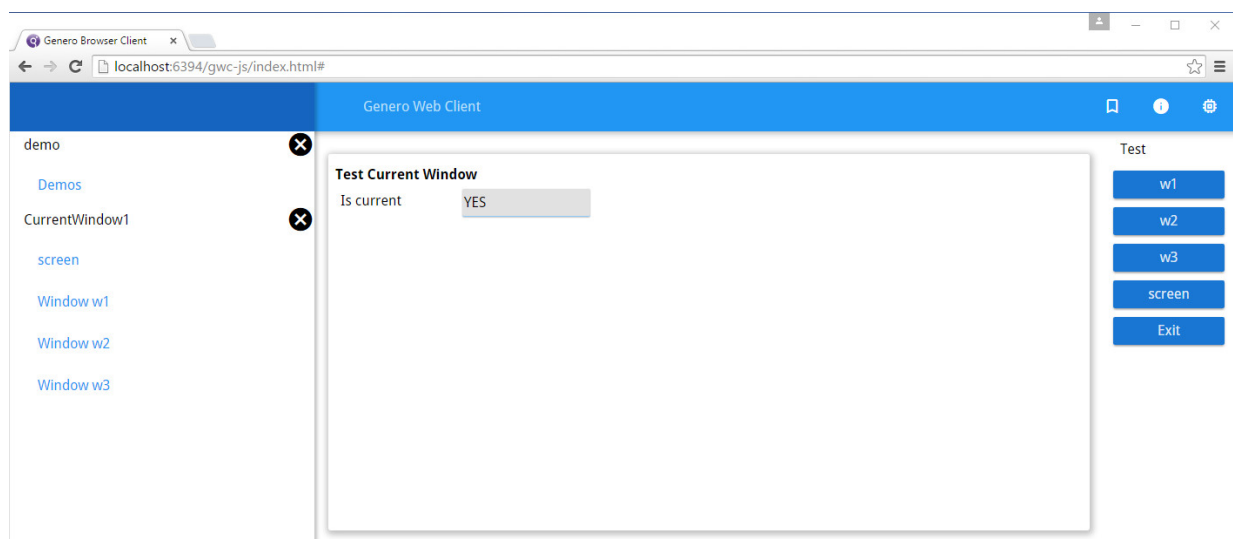 Genero Browser Client
localhost:6394/gwc-js/index.html#
Genero Web Client
demo
Demos
CurrentWindow1
screen
Window w1
Window w2
Window w3
Test Current Window
Is current YES
Test
w1
w2
w3
screen
Exit